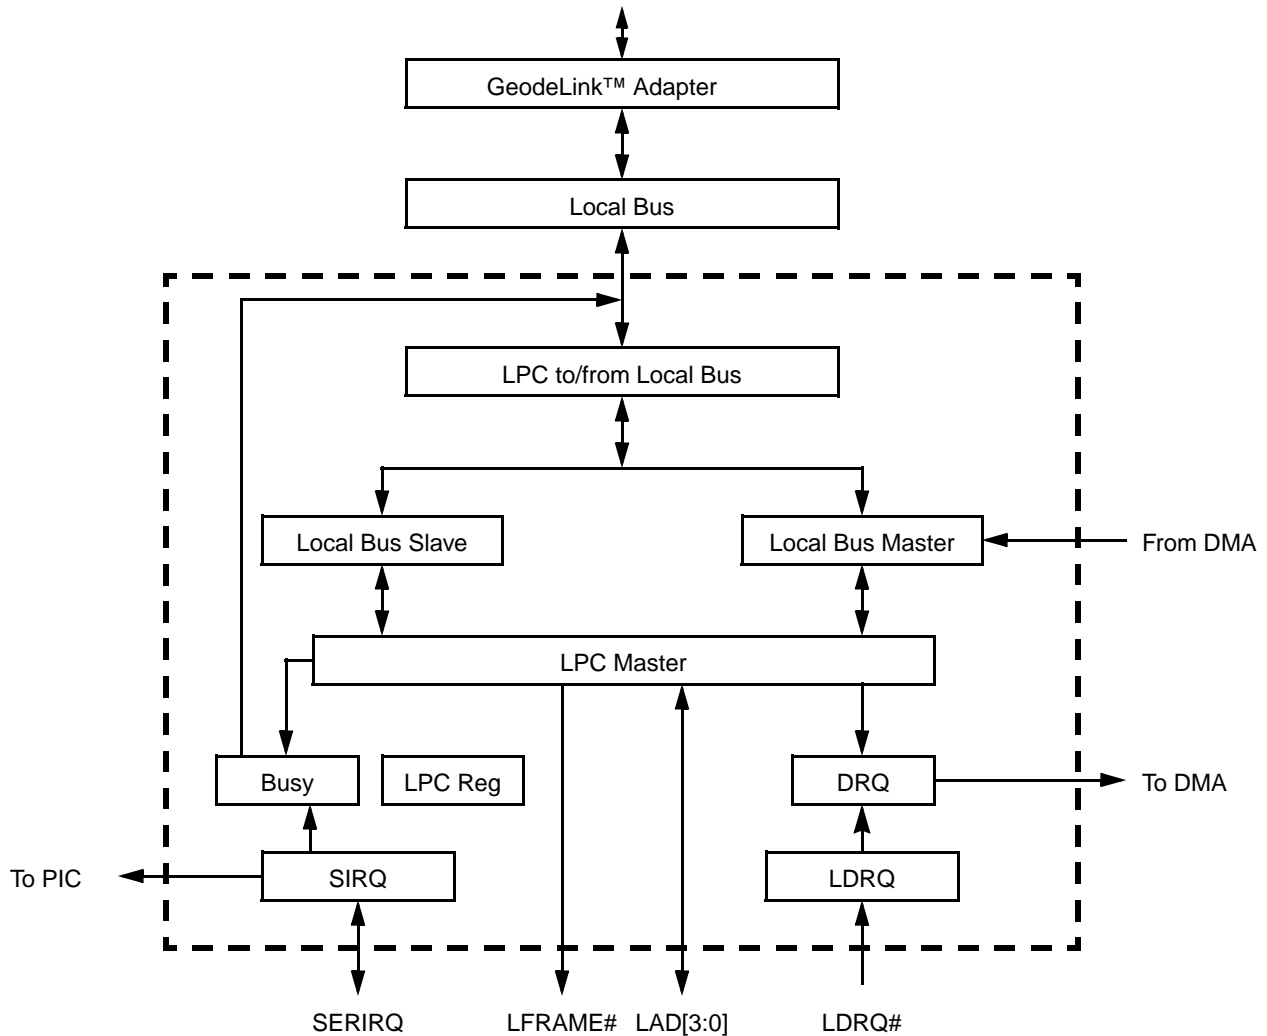 GeodeLink™ Adapter
Local Bus
LPC to/from Local Bus
Local Bus Slave
Local Bus Master
From DMA
LPC Master
Busy
LPC Reg
DRQ
To DMA
To PIC
SIRQ
LDRQ
SERIRQ
LFRAME#
LAD[3:0]
LDRQ#